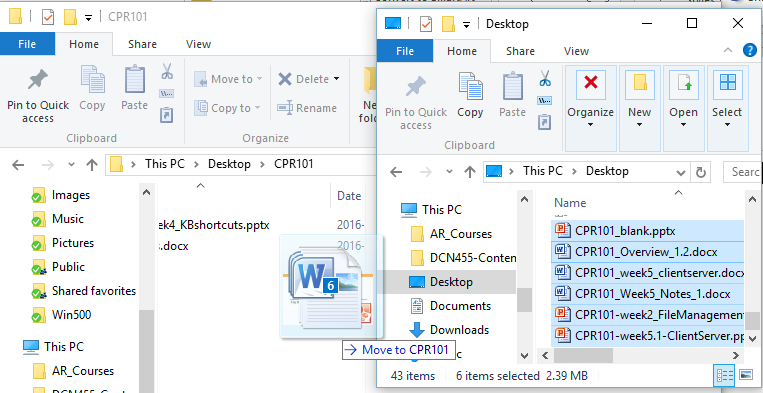 CPR101
File Home Share View
Pin to Quick access
Copy
Paste
Clipboard
Move to
Copy to
Delete
Rename
Organize
This PC Desktop CPR101
Date
Images
Music
Pictures
Public
Shared favorites
Win500
This PC
AR_Courses
ek4_KBshortcuts.pptx 2016-
s.docx 2016-
W 6
Move to CPR101
Desktop
File Home Share View
Pin to Quick access
Copy
Paste
Clipboard
Organize
New
Open
Select
This PC Desktop
Searc
This PC
AR_Courses
DCN455-Conten
Desktop
Documents
Downloads
Name
CPR101_blank.pptx
CPR101_Overview_1.2.docx
CPR101_week5_clientserver.docx
CPR101_Week5_Notes_1.docx
CPR101-week2_FileManagement
CPR101-week5.1-ClientServer.pp
43 items 6 items selected 2.39 MB